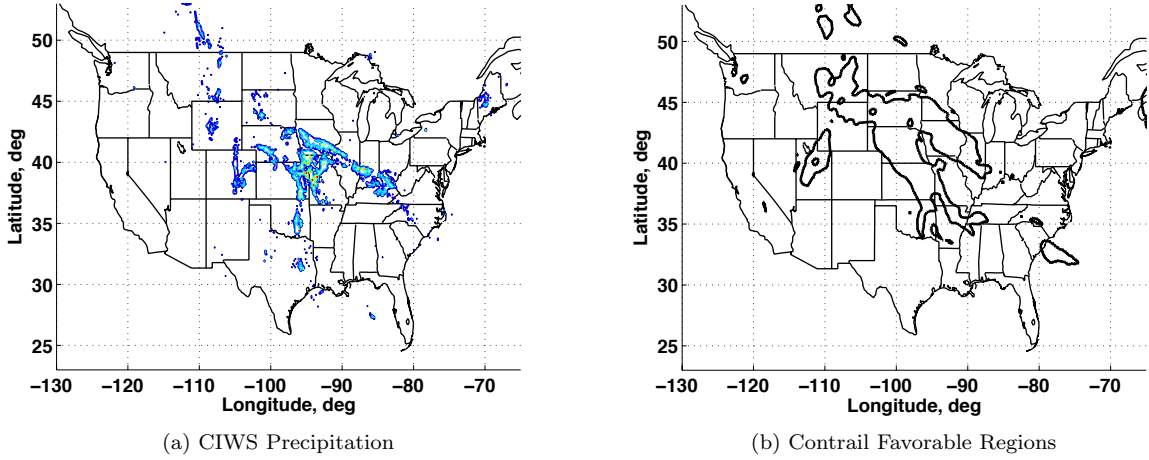 50
45
40
35
30
25
Latitude, deg
−130 −120 −110 −100 −90 −80 −70
Longitude, deg
(a) CIWS Precipitation
50
45
40
35
30
25
Latitude, deg
−130 −120 −110 −100 −90 −80 −70
Longitude, deg
(b) Contrail Favorable Regions